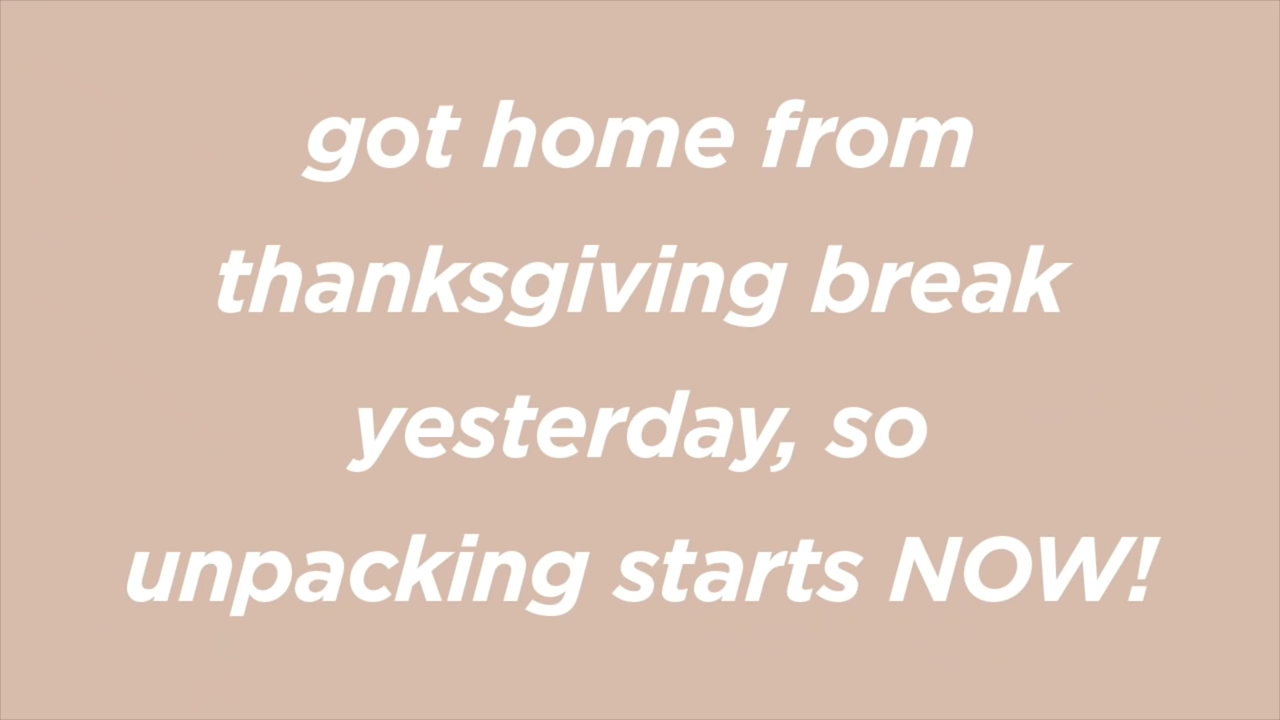 got home from
thanksgiving break
yesterday, so
unpacking starts NOW!